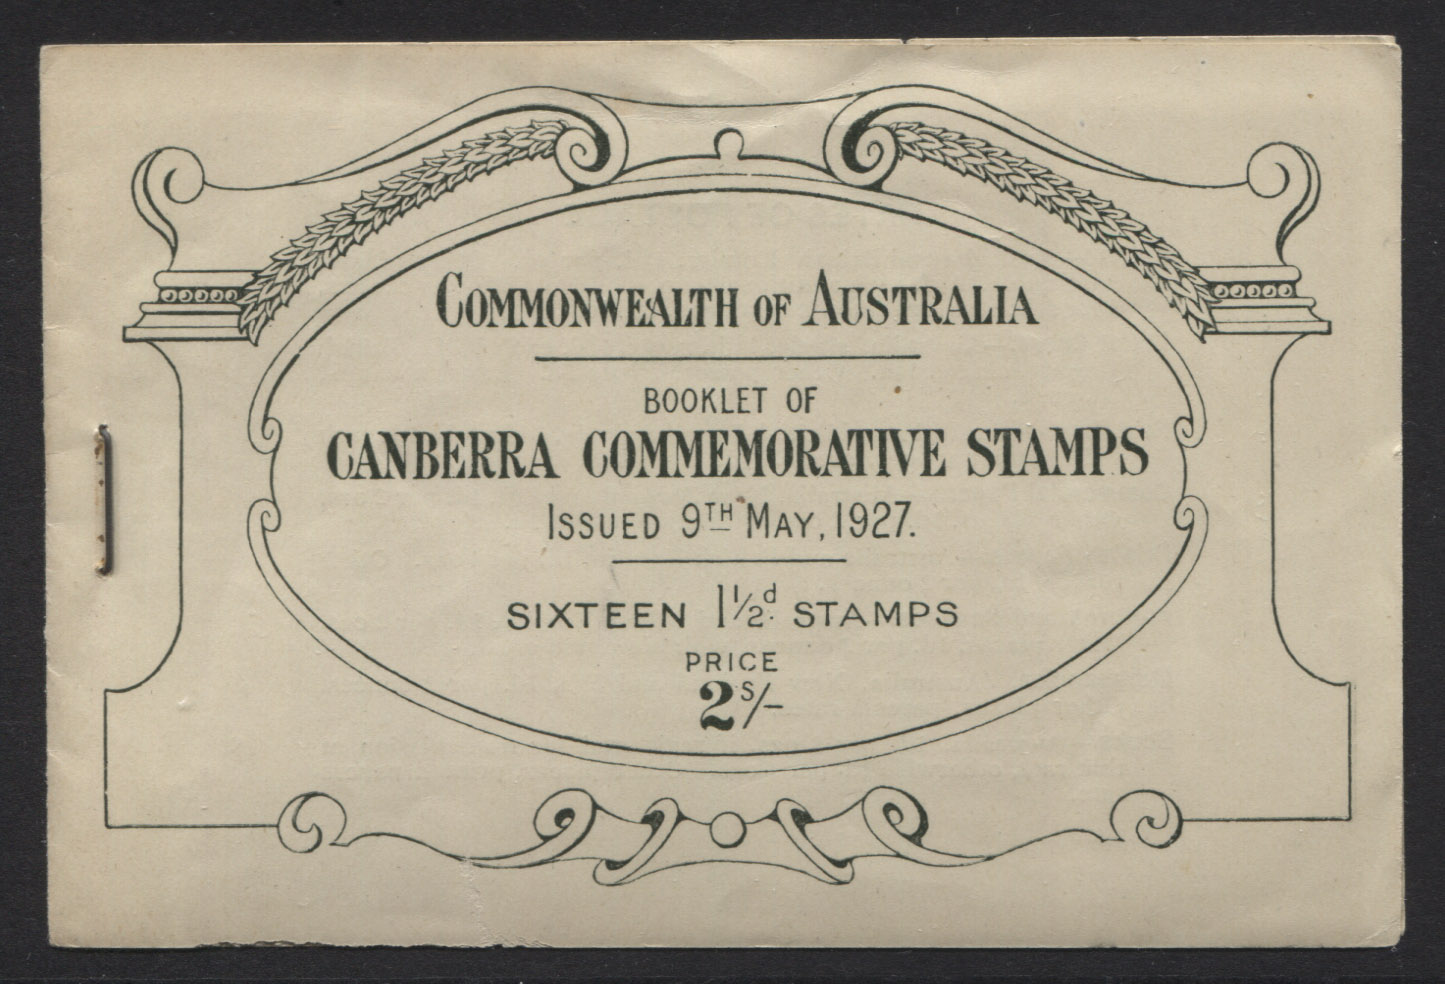 COMMONWEALTH OF AUSTRALIA
BOOKLET OF
CANBERRA COMMEMORATIVE STAMPS
ISSUED 9TH MAY, 1927.
SIXTEEN 1½d. STAMPS
PRICE
2S/-